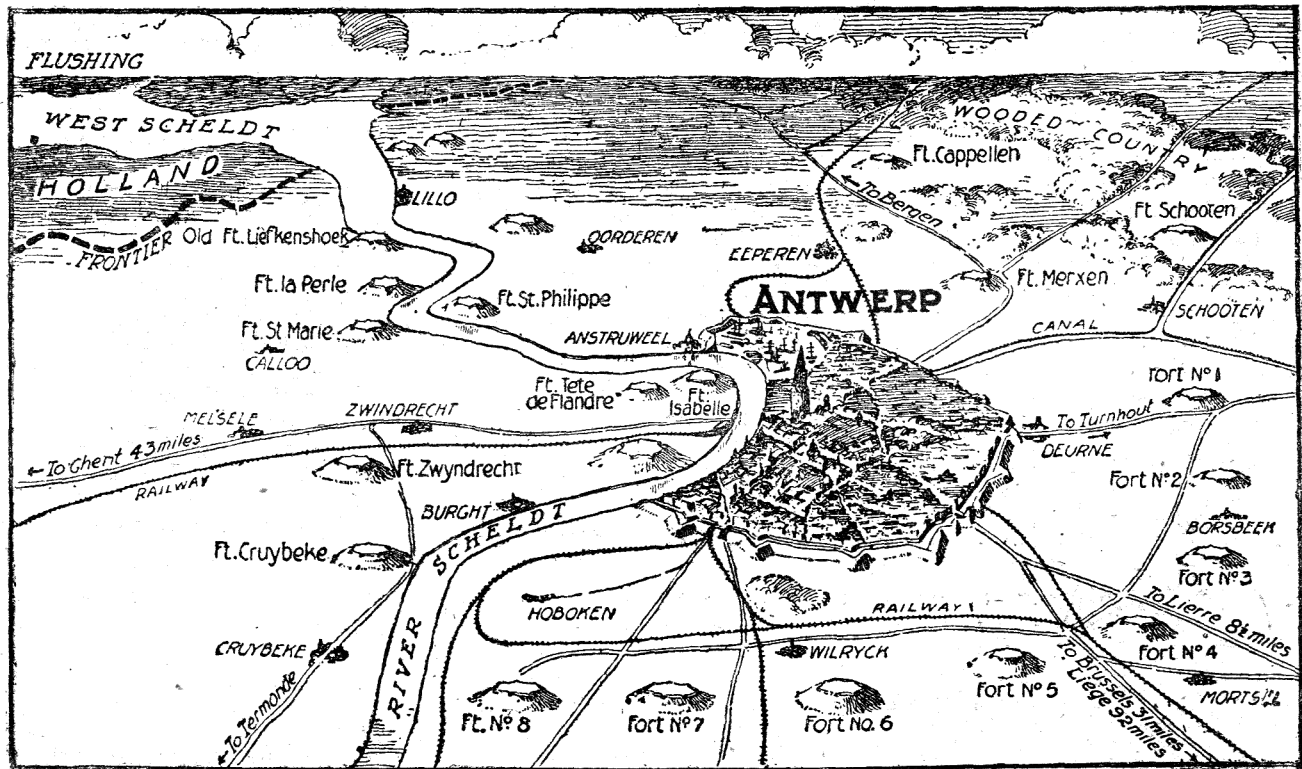 FLUSHING
WEST SCHELDT
HOLLAND
FRONTIER
WOODED COUNTRY
Ft. Cappellen
To Bergen
LILLO
Ft Schooten
Old Ft. Liefkenshoek
OORDEREN
EEPEREN
Ft. la Perle
Ft. St. Philippe
ANTWERP
Ft. Merxen
SCHOOTEN
Ft. St Marie
ANSTRUWEEL
CANAL
CALLOO
Ft. Tete
de Flandre
Ft.
Isabelle
Fort No 1
MELSELE
ZWINDRECHT
To Turnhout
DEURNE
To Ghent 43 miles
RAILWAY
Ft. Zwyndrecht
Fort No 2
BURGHT
BORSBEEK
RIVER SCHELDT
Ft. Cruybeke
Fort No 3
HOBOKEN
RAILWAY
To Lierre 8½ miles
CRUYBEKE
WILRYCK
Fort No 4
To Termonde
Ft. No 8
Fort No 7
Fort No. 6
Fort No 5
To Brussels 31 miles
Liege 92 miles